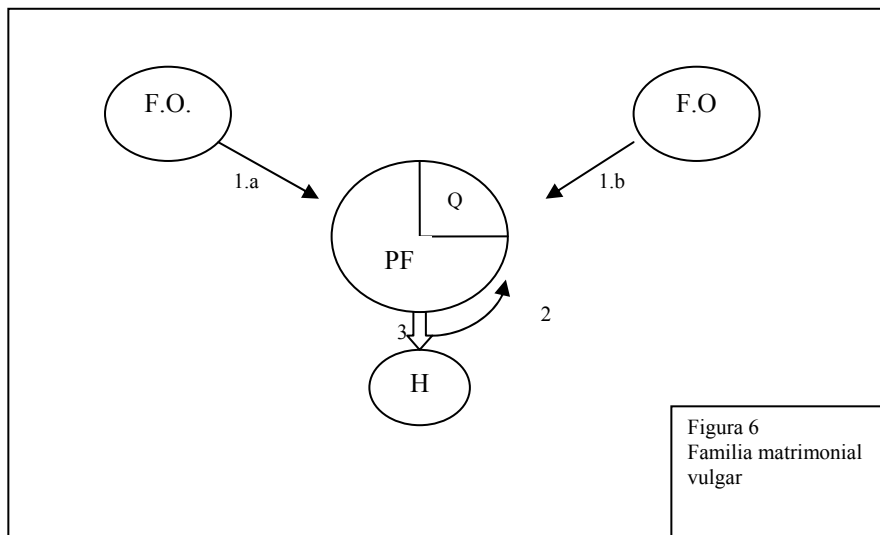 F.O.
F.O
1.a
1.b
Q
PF
2
3
H
Figura 6
Familia matrimonial
vulgar